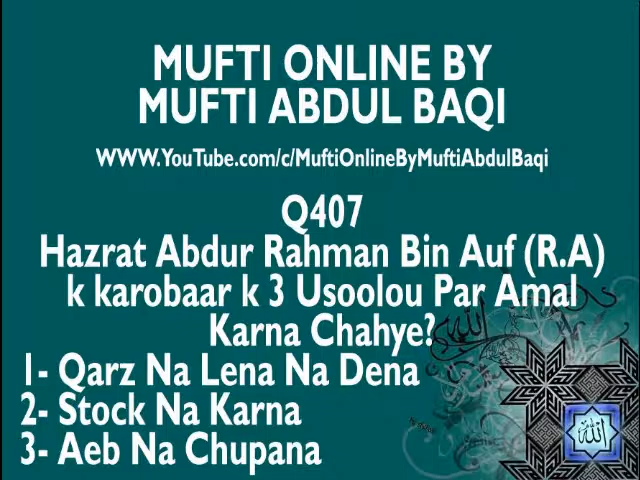 MUFTI ONLINE BY
MUFTI ABDUL BAQI
WWW.YouTube.com/c/MuftiOnlineByMuftiAbdulBaqi
Q407
Hazrat Abdur Rahman Bin Auf (R.A)
k karobaar k 3 Usoolou Par Amal
Karna Chahye?
1- Qarz Na Lena Na Dena
2- Stock Na Karna
3- Aeb Na Chupana
الله